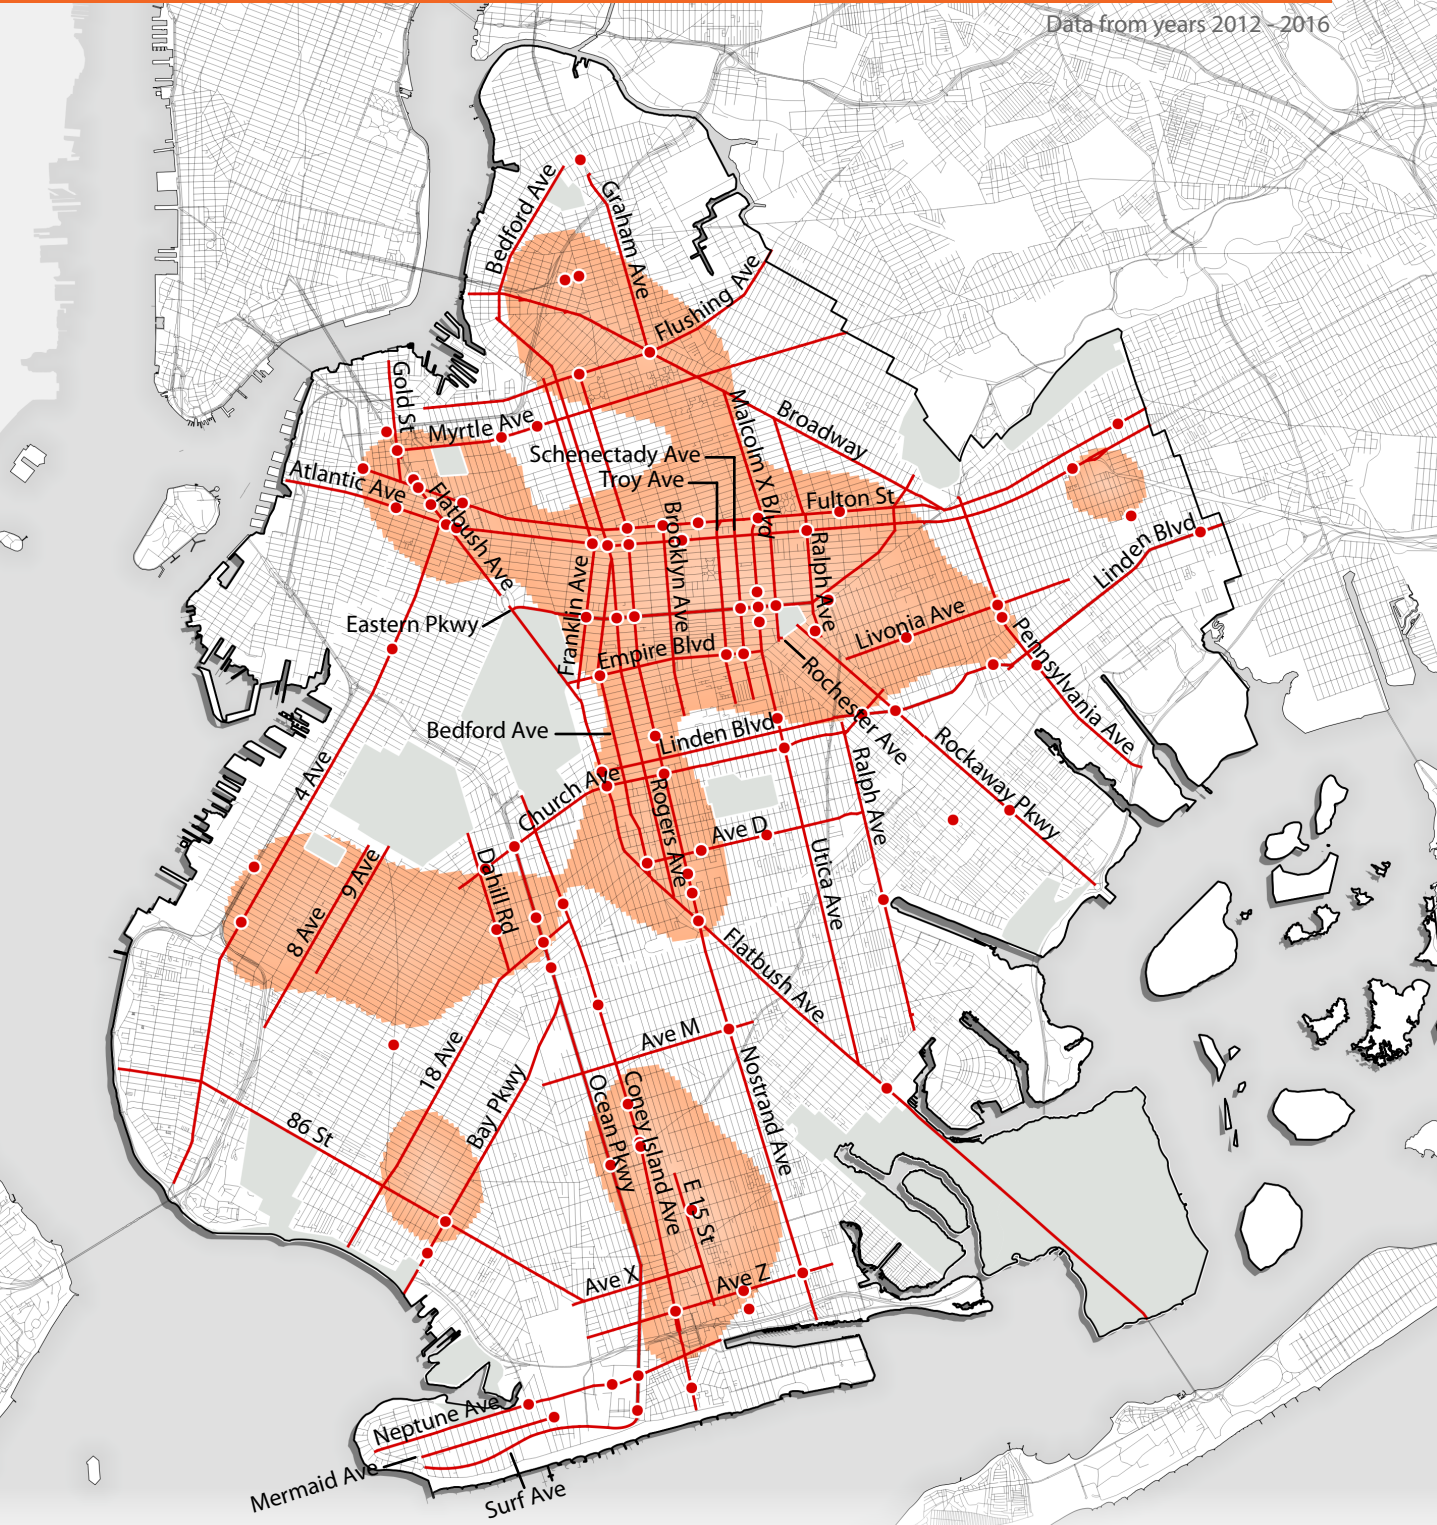 Data from years 2012 - 2016
Bedford Ave
Graham Ave
Flushing Ave
Gold St
Myrtle Ave
Malcolm X Blvd
Broadway
Schenectady Ave
Troy Ave
Atlantic Ave
Flatbush Ave
Fulton St
Brooklyn Ave
Ralph Ave
Linden Blvd
Franklin Ave
Eastern Pkwy
Livonia Ave
Empire Blvd
Pennsylvania Ave
Rochester Ave
Bedford Ave
Linden Blvd
Rockaway Pkwy
4 Ave
Church Ave
Rogers Ave
Ralph Ave
Ave D
Utica Ave
Dahill Rd
9 Ave
8 Ave
Flatbush Ave
Ave M
18 Ave
Bay Pkwy
Ocean Pkwy
Coney Island Ave
Nostrand Ave
86 St
E 15 St
Ave X
Ave Z
Neptune Ave
Mermaid Ave
Surf Ave